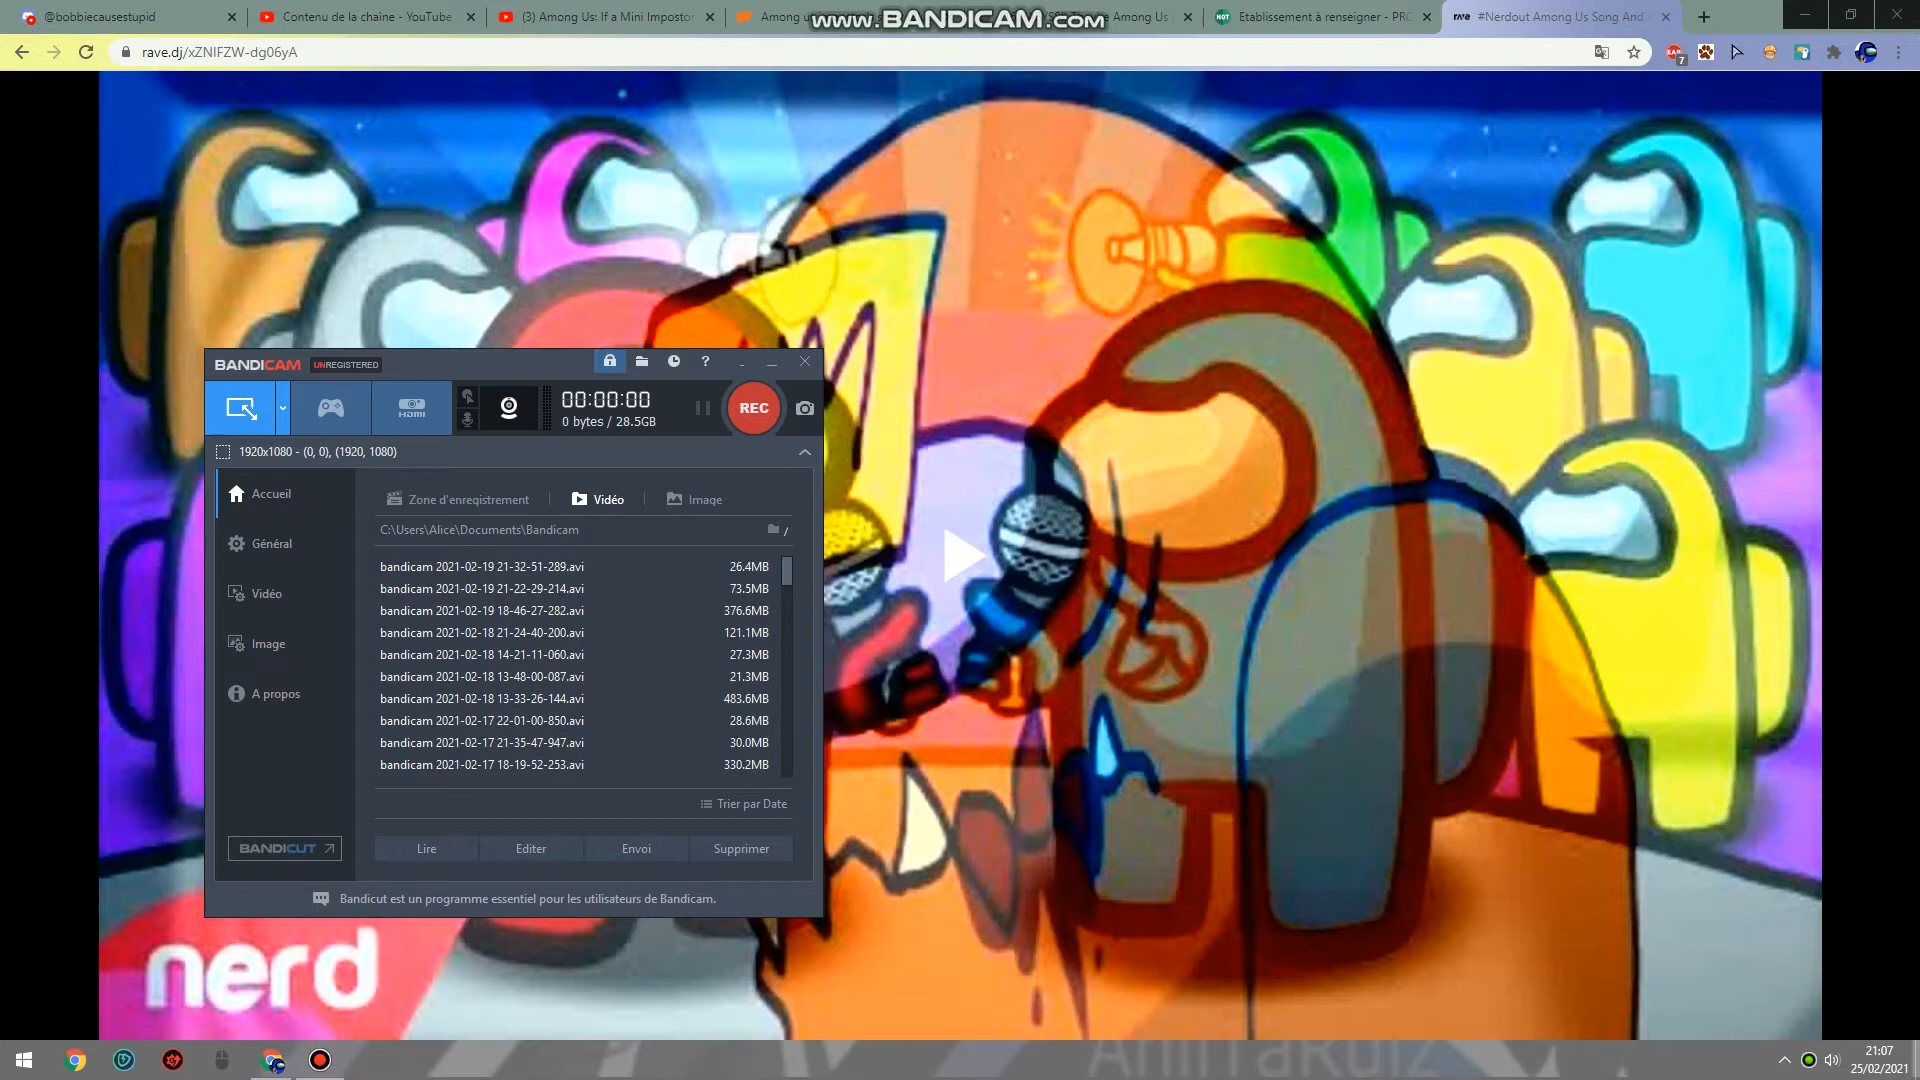 @bobbiecausestupid
Contenu de la chaîne - YouTube
(3) Among Us: If a Mini Impostor
Among u
Among Us
Etablissement à renseigner - PRO
#Nerdout Among Us Song And
www.BANDICAM.com
rave.dj/xZNIFZW-dg06yA
7
BANDICAM UNREGISTERED
?
HDMI
00:00:00
0 bytes / 28.5GB
REC
1920x1080 - (0, 0), (1920, 1080)
Accueil
Général
Vidéo
Image
A propos
BANDICUT
Zone d'enregistrement
Vidéo
Image
C:\Users\Alice\Documents\Bandicam
/
bandicam 2021-02-19 21-32-51-289.avi 26.4MB
bandicam 2021-02-19 21-22-29-214.avi 73.5MB
bandicam 2021-02-19 18-46-27-282.avi 376.6MB
bandicam 2021-02-18 21-24-40-200.avi 121.1MB
bandicam 2021-02-18 14-21-11-060.avi 27.3MB
bandicam 2021-02-18 13-48-00-087.avi 21.3MB
bandicam 2021-02-18 13-33-26-144.avi 483.6MB
bandicam 2021-02-17 22-01-00-850.avi 28.6MB
bandicam 2021-02-17 21-35-47-947.avi 30.0MB
bandicam 2021-02-17 18-19-52-253.avi 330.2MB
Trier par Date
Lire
Editer
Envoi
Supprimer
Bandicut est un programme essentiel pour les utilisateurs de Bandicam.
nerd
21:07
25/02/2021